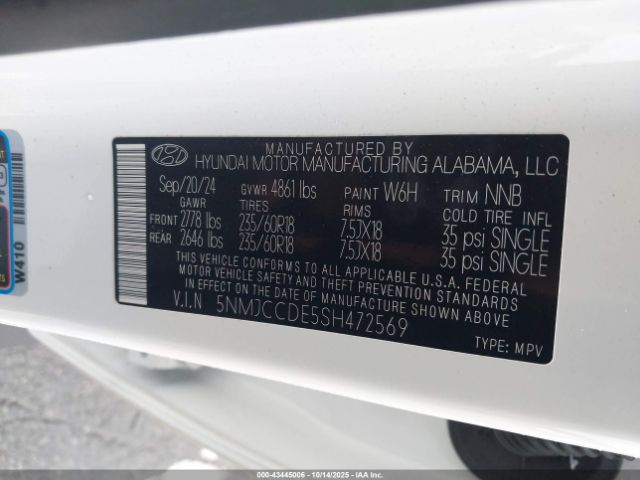 MANUFACTURED BY
HYUNDAI MOTOR MANUFACTURING ALABAMA, LLC
Sep/20/24 GVWR 4861 lbs PAINT W6H TRIM NNB
GAWR TIRES RIMS COLD TIRE INFL
FRONT 2778 lbs 235/60R18 7.5JX18 35 psi SINGLE
REAR 2646 lbs 235/60R18 7.5JX18 35 psi SINGLE
THIS VEHICLE CONFORMS TO ALL APPLICABLE U.S.A. FEDERAL
MOTOR VEHICLE SAFETY AND THEFT PREVENTION STANDARDS
IN EFFECT ON THE DATE OF MANUFACTURE SHOWN ABOVE.
V.I.N 5NMJCCDE5SH472569
TYPE: MPV
W410
000-43445006 | 10/14/2025 | © IAA Inc.